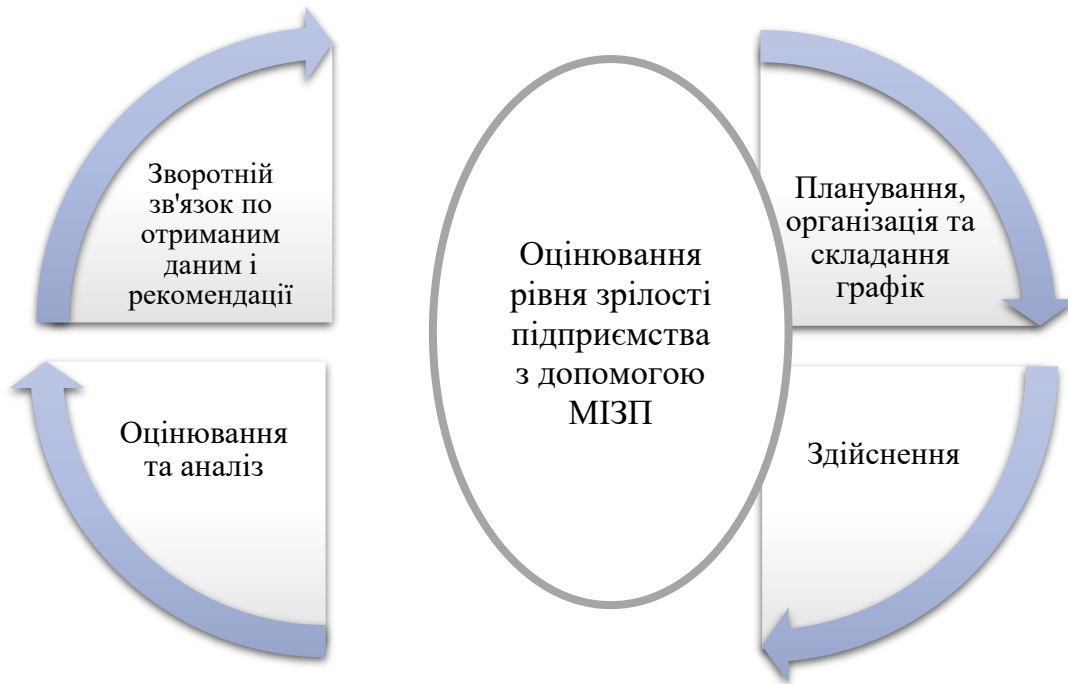 Зворотній
зв'язок по
отриманим
даним і
рекомендації
Оцінювання
рівня зрілості
підприємства
з допомогою
МІЗП
Планування,
організація та
складання
графік
Оцінювання
та аналіз
Здійснення